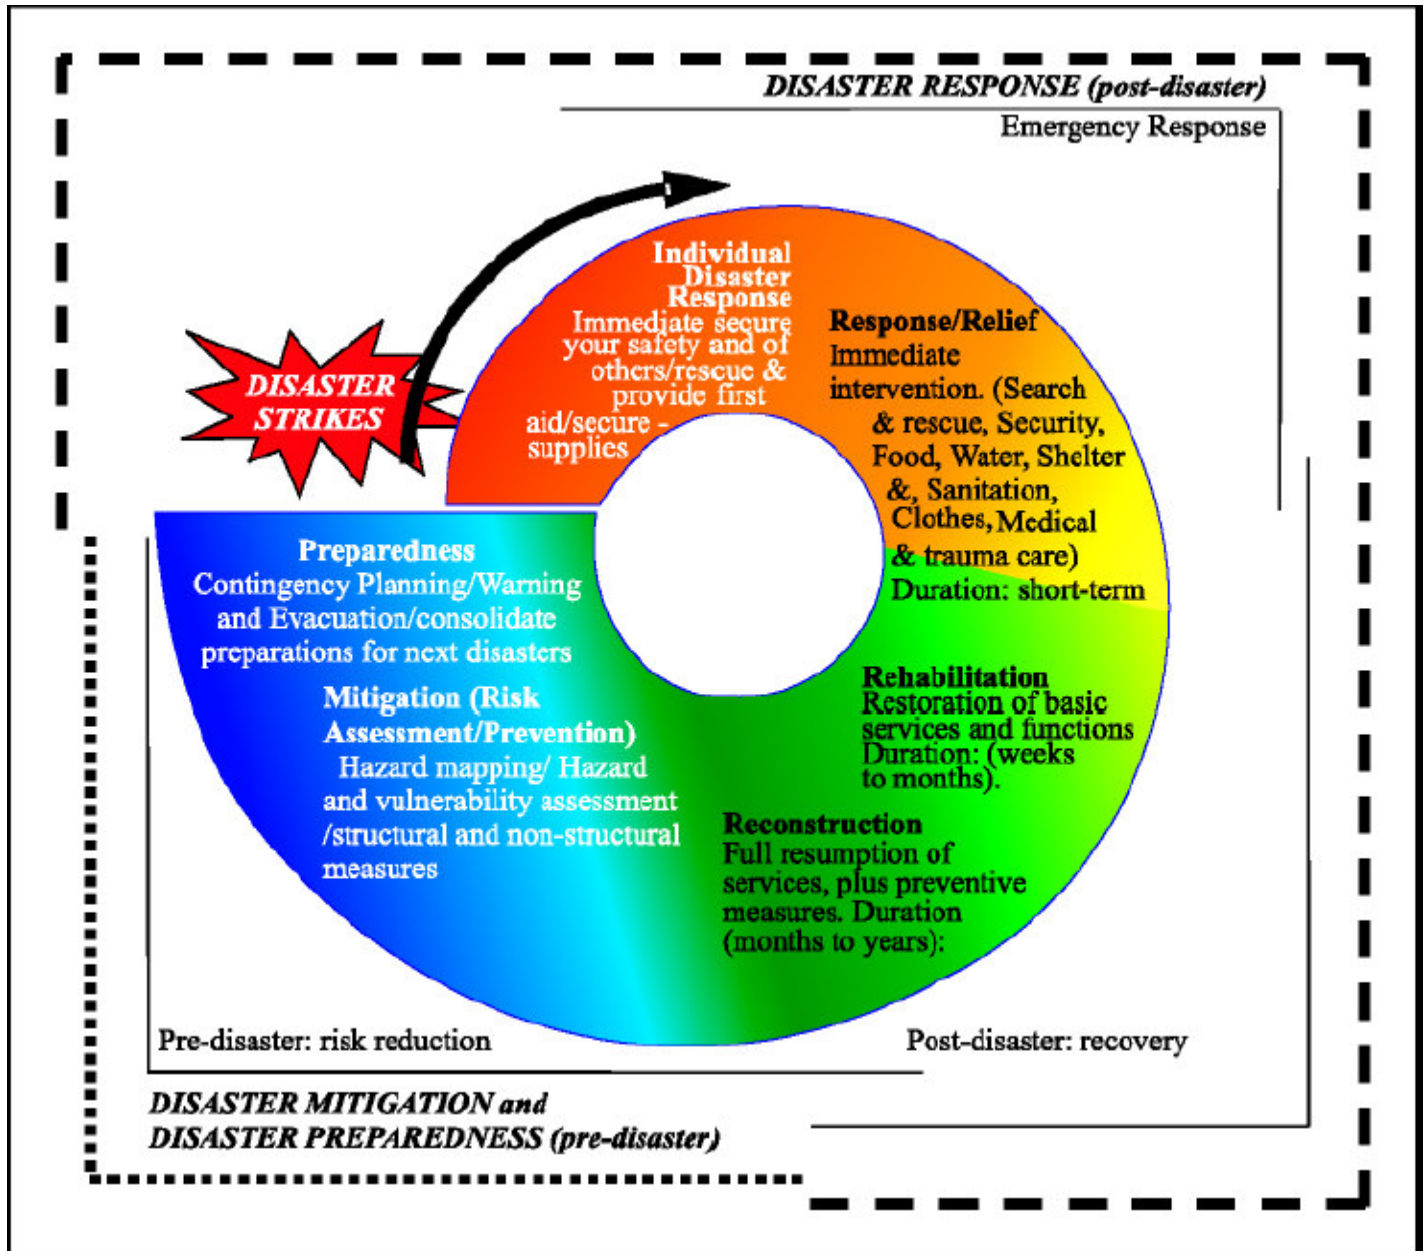 DISASTER RESPONSE (post-disaster)
Emergency Response
DISASTER
STRIKES
Individual
Disaster
Response
Immediate secure
your safety and of
others/rescue &
provide first
aid/secure -
supplies
Response/Relief
Immediate
intervention. (Search
& rescue, Security,
Food, Water, Shelter
&, Sanitation,
Clothes, Medical
& trauma care)
Duration: short-term
Rehabilitation
Restoration of basic
services and functions
Duration: (weeks
to months).
Reconstruction
Full resumption of
services, plus preventive
measures. Duration
(months to years):
Preparedness
Contingency Planning/Warning
and Evacuation/consolidate
preparations for next disasters
Mitigation (Risk
Assessment/Prevention)
Hazard mapping/ Hazard
and vulnerability assessment
/structural and non-structural
measures
Pre-disaster: risk reduction
Post-disaster: recovery
DISASTER MITIGATION and
DISASTER PREPAREDNESS (pre-disaster)